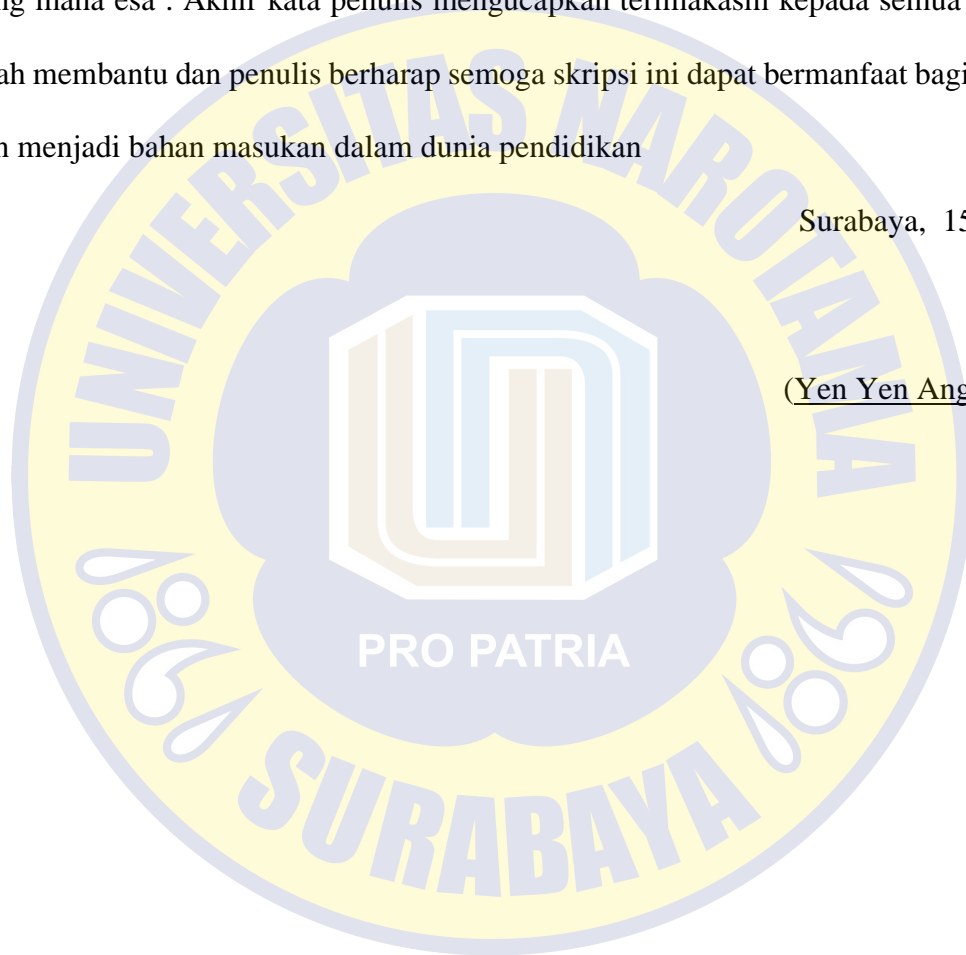 ng maha esa . Akhir kata penulis mengucapkan terimakasih kepada semua
ah membantu dan penulis berharap semoga skripsi ini dapat bermanfaat bagi
n menjadi bahan masukan dalam dunia pendidikan
Surabaya, 15
(Yen Yen Ang
UNIVERSITAS NAROTAMA
PRO PATRIA
SURABAYA